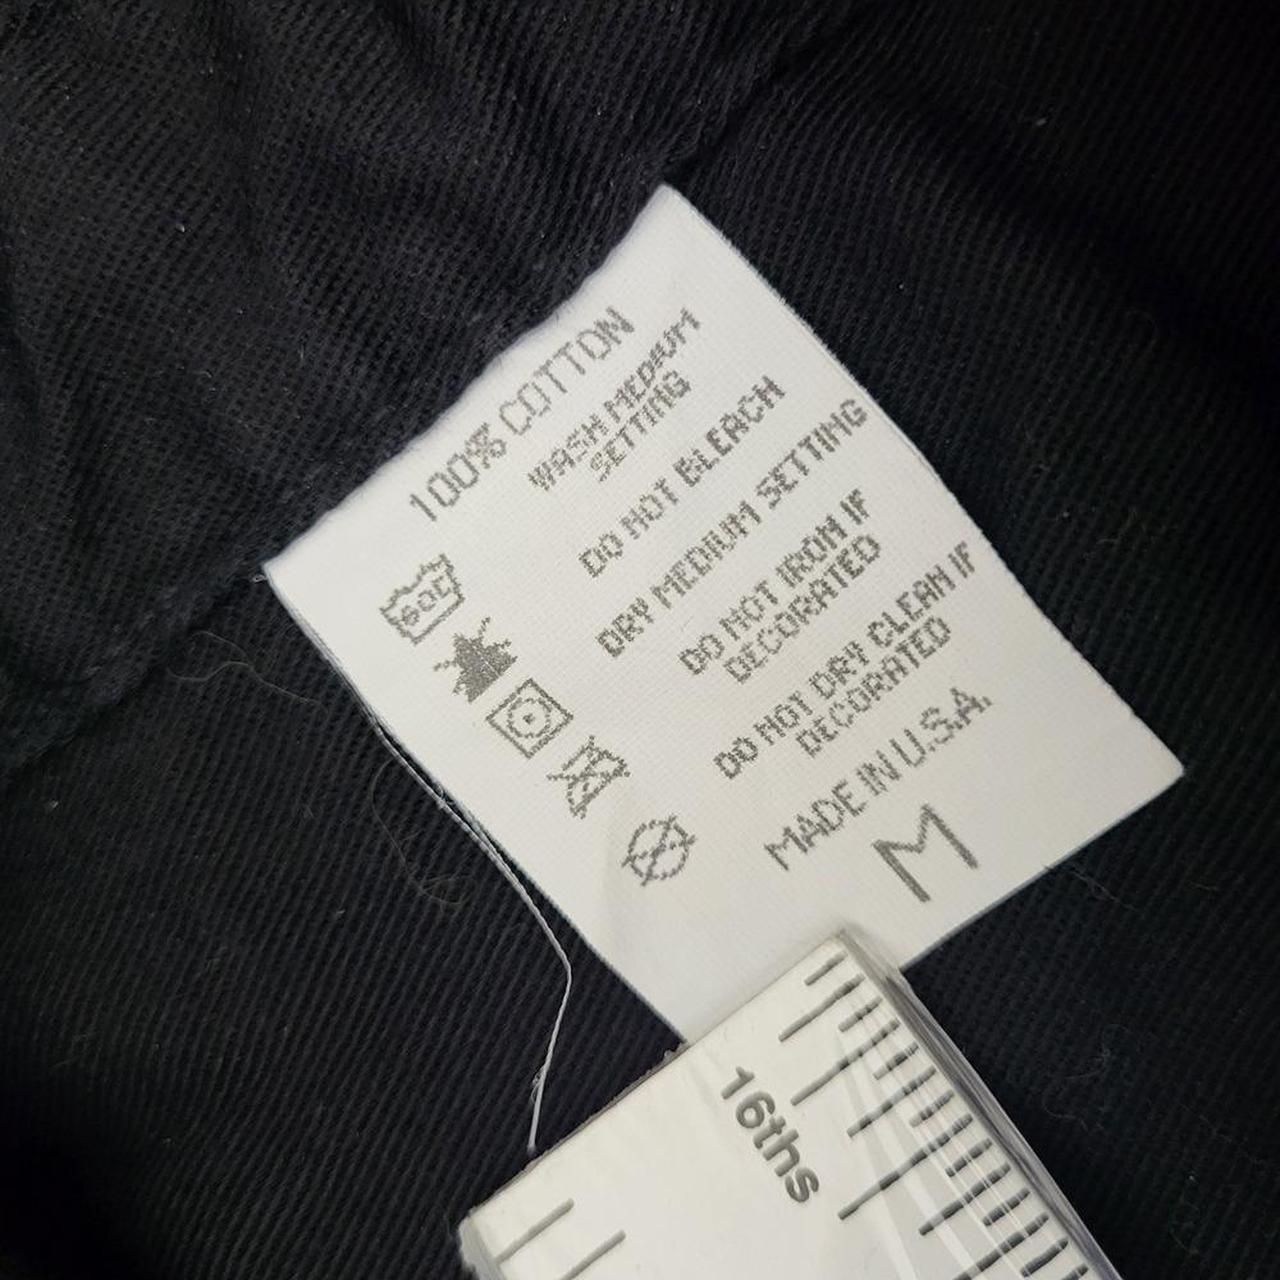 100% COTTON
WASH MEDIUM
SETTING
DO NOT BLEACH
DRY MEDIUM SETTING
DO NOT IRON IF
DECORATED
DO NOT DRY CLEAN IF
DECORATED
MADE IN U.S.A.
M
16ths